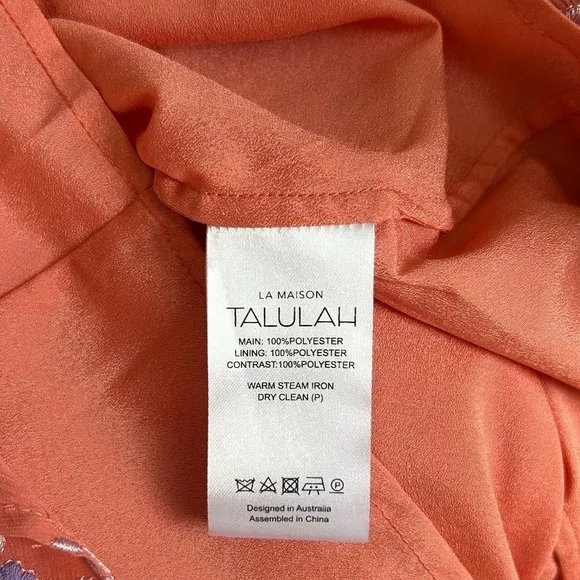 LA MAISON
TALULAH
MAIN: 100%POLYESTER
LINING: 100%POLYESTER
CONTRAST:100%POLYESTER
WARM STEAM IRON
DRY CLEAN (P)
P
Designed in Australia
Assembled in China